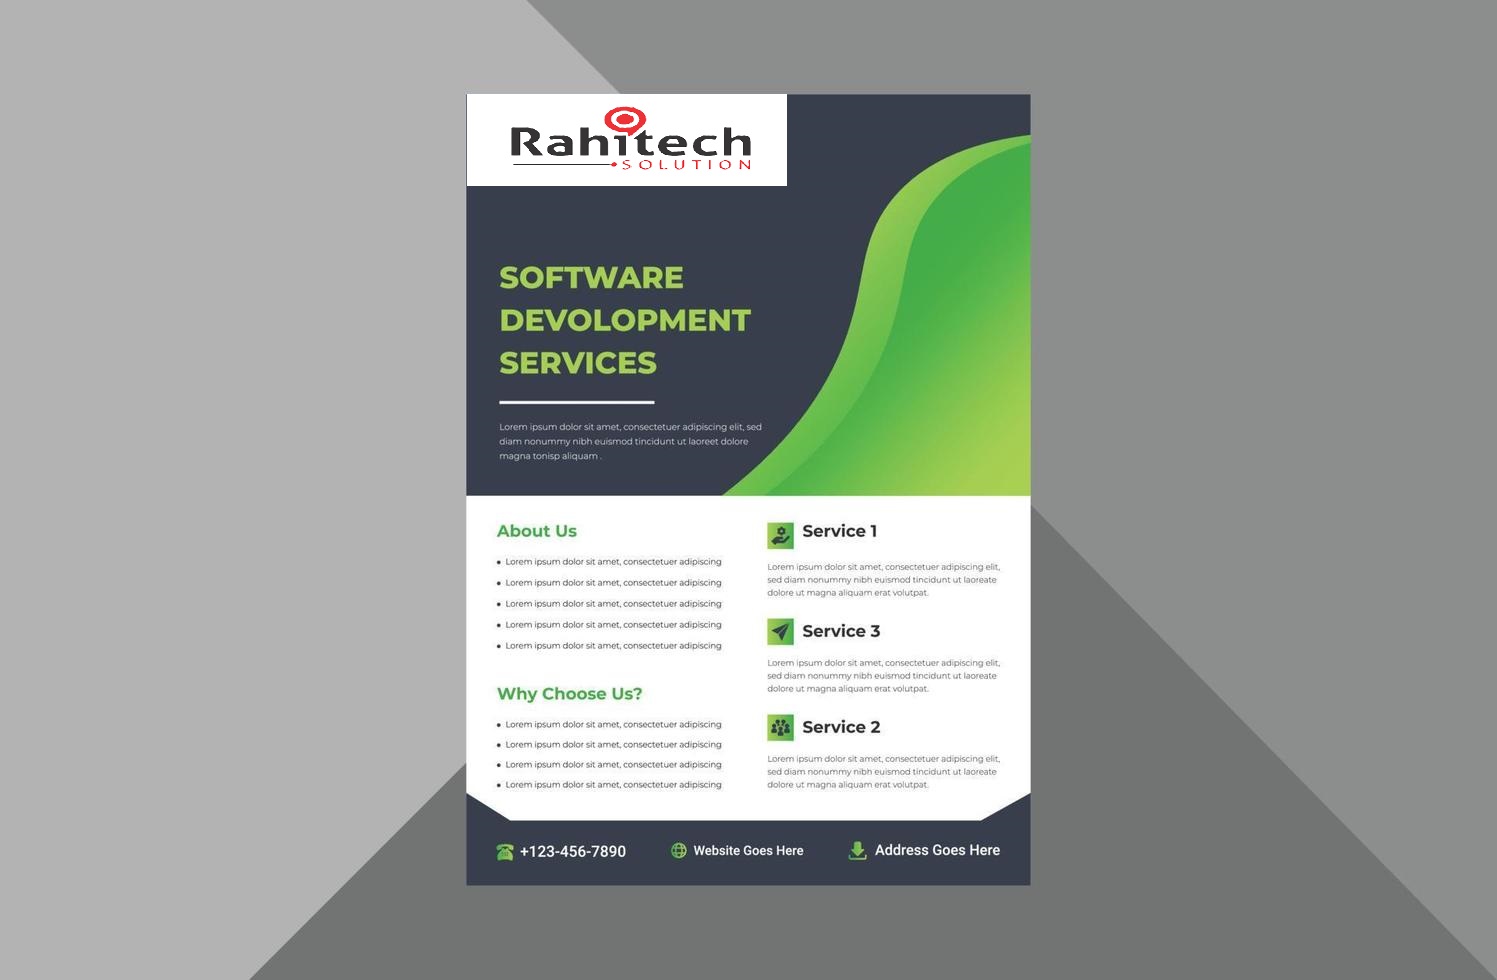 Rahitech
SOLUTION
SOFTWARE
DEVOLOPMENT
SERVICES
Lorem ipsum dolor sit amet, consectetuer adipiscing elit, sed
diam nonummy nibh euismod tincidunt ut laoreet dolore
magna tonisp aliquam .
About Us
• Lorem ipsum dolor sit amet, consectetuer adipiscing
• Lorem ipsum dolor sit amet, consectetuer adipiscing
• Lorem ipsum dolor sit amet, consectetuer adipiscing
• Lorem ipsum dolor sit amet, consectetuer adipiscing
• Lorem ipsum dolor sit amet, consectetuer adipiscing
Why Choose Us?
• Lorem ipsum dolor sit amet, consectetuer adipiscing
• Lorem ipsum dolor sit amet, consectetuer adipiscing
• Lorem ipsum dolor sit amet, consectetuer adipiscing
• Lorem ipsum dolor sit amet, consectetuer adipiscing
Service 1
Lorem ipsum dolor sit amet, consectetuer adipiscing elit,
sed diam nonummy nibh euismod tincidunt ut laoreate
dolore ut magna aliquam erat volutpat.
Service 3
Lorem ipsum dolor sit amet, consectetuer adipiscing elit,
sed diam nonummy nibh euismod tincidunt ut laoreate
dolore ut magna aliquam erat volutpat.
Service 2
Lorem ipsum dolor sit amet, consectetuer adipiscing elit,
sed diam nonummy nibh euismod tincidunt ut laoreate
dolore ut magna aliquam erat volutpat.
+123-456-7890
Website Goes Here
Address Goes Here